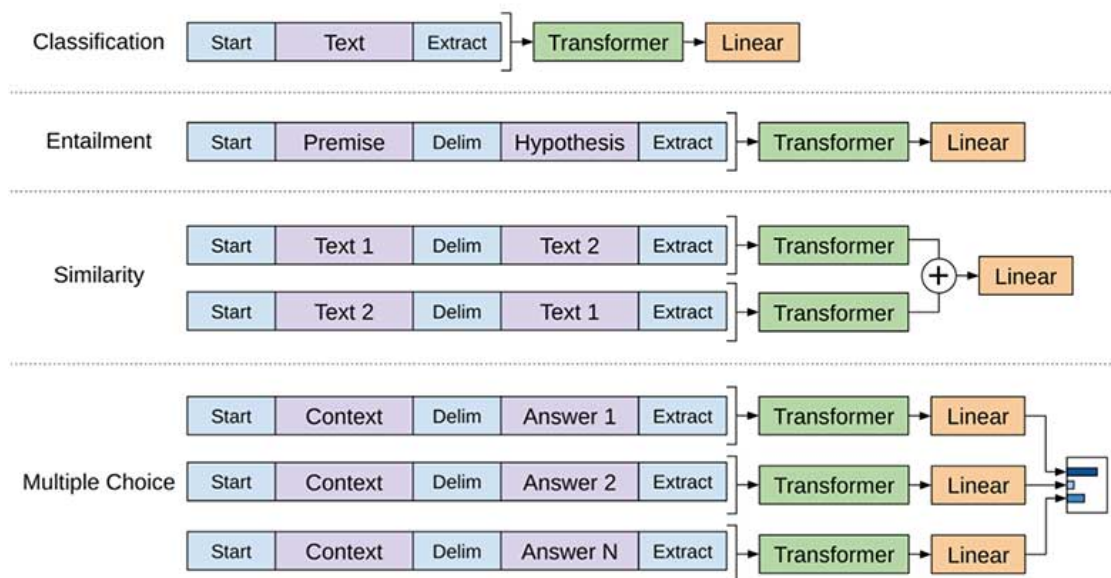 Classification Start Text Extract Transformer Linear
Entailment Start Premise Delim Hypothesis Extract Transformer Linear
Similarity
Start Text 1 Delim Text 2 Extract Transformer
+ Linear
Start Text 2 Delim Text 1 Extract Transformer
Multiple Choice
Start Context Delim Answer 1 Extract Transformer Linear
Start Context Delim Answer 2 Extract Transformer Linear
Start Context Delim Answer N Extract Transformer Linear